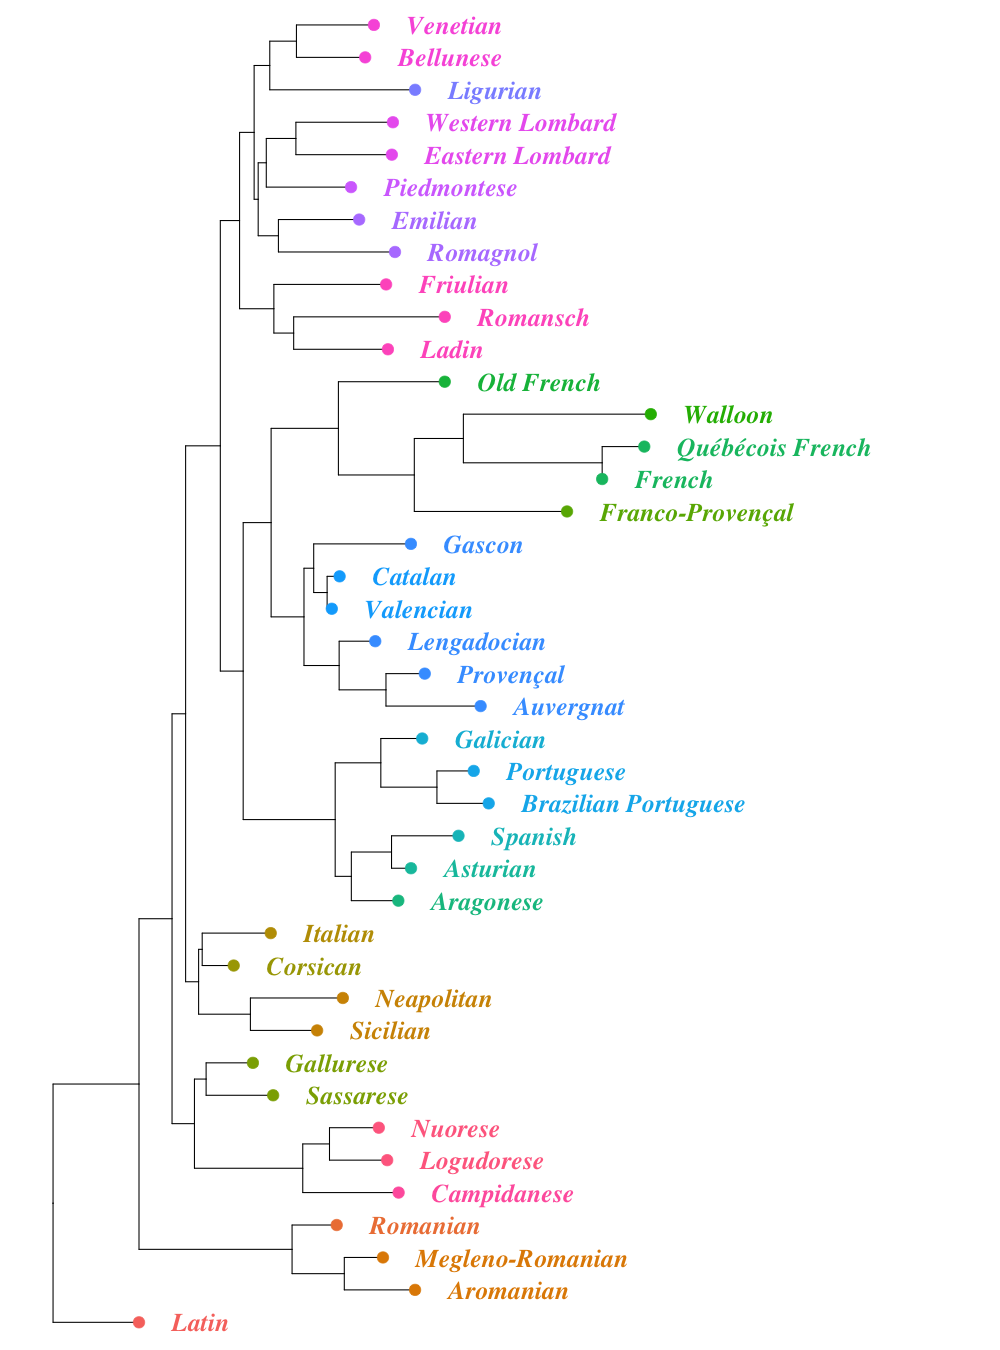 Venetian
Bellunese
Ligurian
Western Lombard
Eastern Lombard
Piedmontese
Emilian
Romagnol
Friulian
Romansch
Ladin
Old French
Walloon
Québécois French
French
Franco-Provençal
Gascon
Catalan
Valencian
Lengadocian
Provençal
Auvergnat
Galician
Portuguese
Brazilian Portuguese
Spanish
Asturian
Aragonese
Italian
Corsican
Neapolitan
Sicilian
Gallurese
Sassarese
Nuorese
Logudorese
Campidanese
Romanian
Megleno-Romanian
Aromanian
Latin